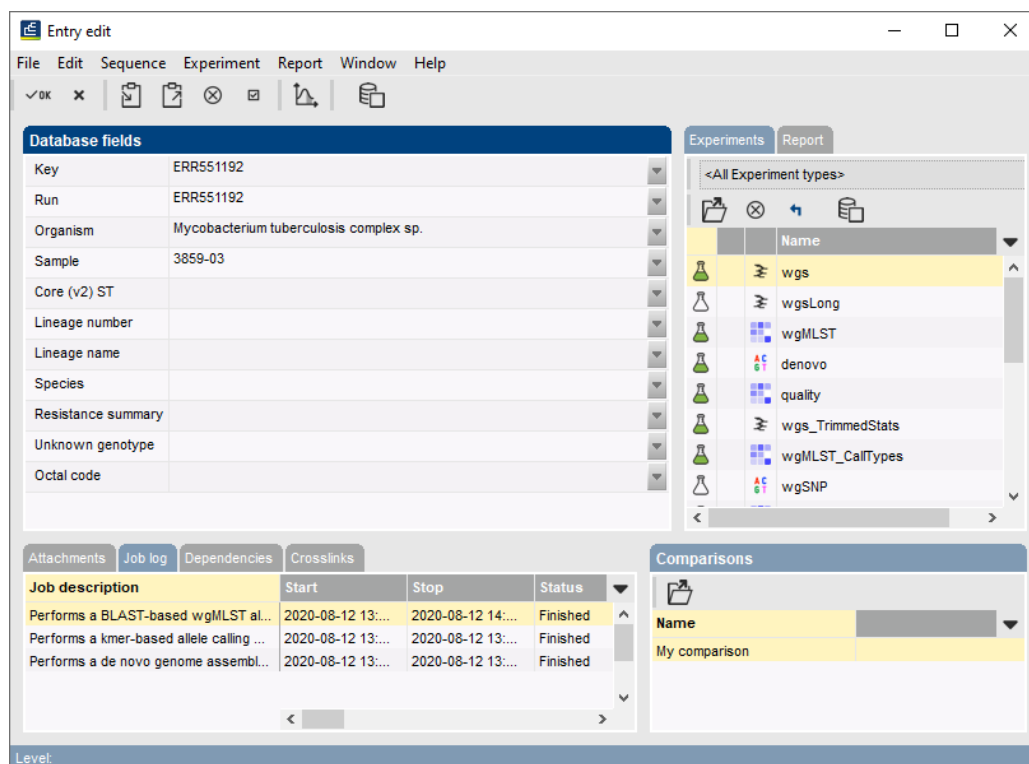 Entry edit
File Edit Sequence Experiment Report Window Help
OK
Database fields
Key ERR551192
Run ERR551192
Organism Mycobacterium tuberculosis complex sp.
Sample 3859-03
Core (v2) ST
Lineage number
Lineage name
Species
Resistance summary
Unknown genotype
Octal code
Experiments Report
<All Experiment types>
Name
wgs
wgsLong
wgMLST
denovo
quality
wgs_TrimmedStats
wgMLST_CallTypes
wgSNP
Attachments Job log Dependencies Crosslinks
Job description Start Stop Status
Performs a BLAST-based wgMLST al... 2020-08-12 13:... 2020-08-12 14:... Finished
Performs a kmer-based allele calling ... 2020-08-12 13:... 2020-08-12 13:... Finished
Performs a de novo genome assembl... 2020-08-12 13:... 2020-08-12 13:... Finished
Comparisons
Name
My comparison
Level: